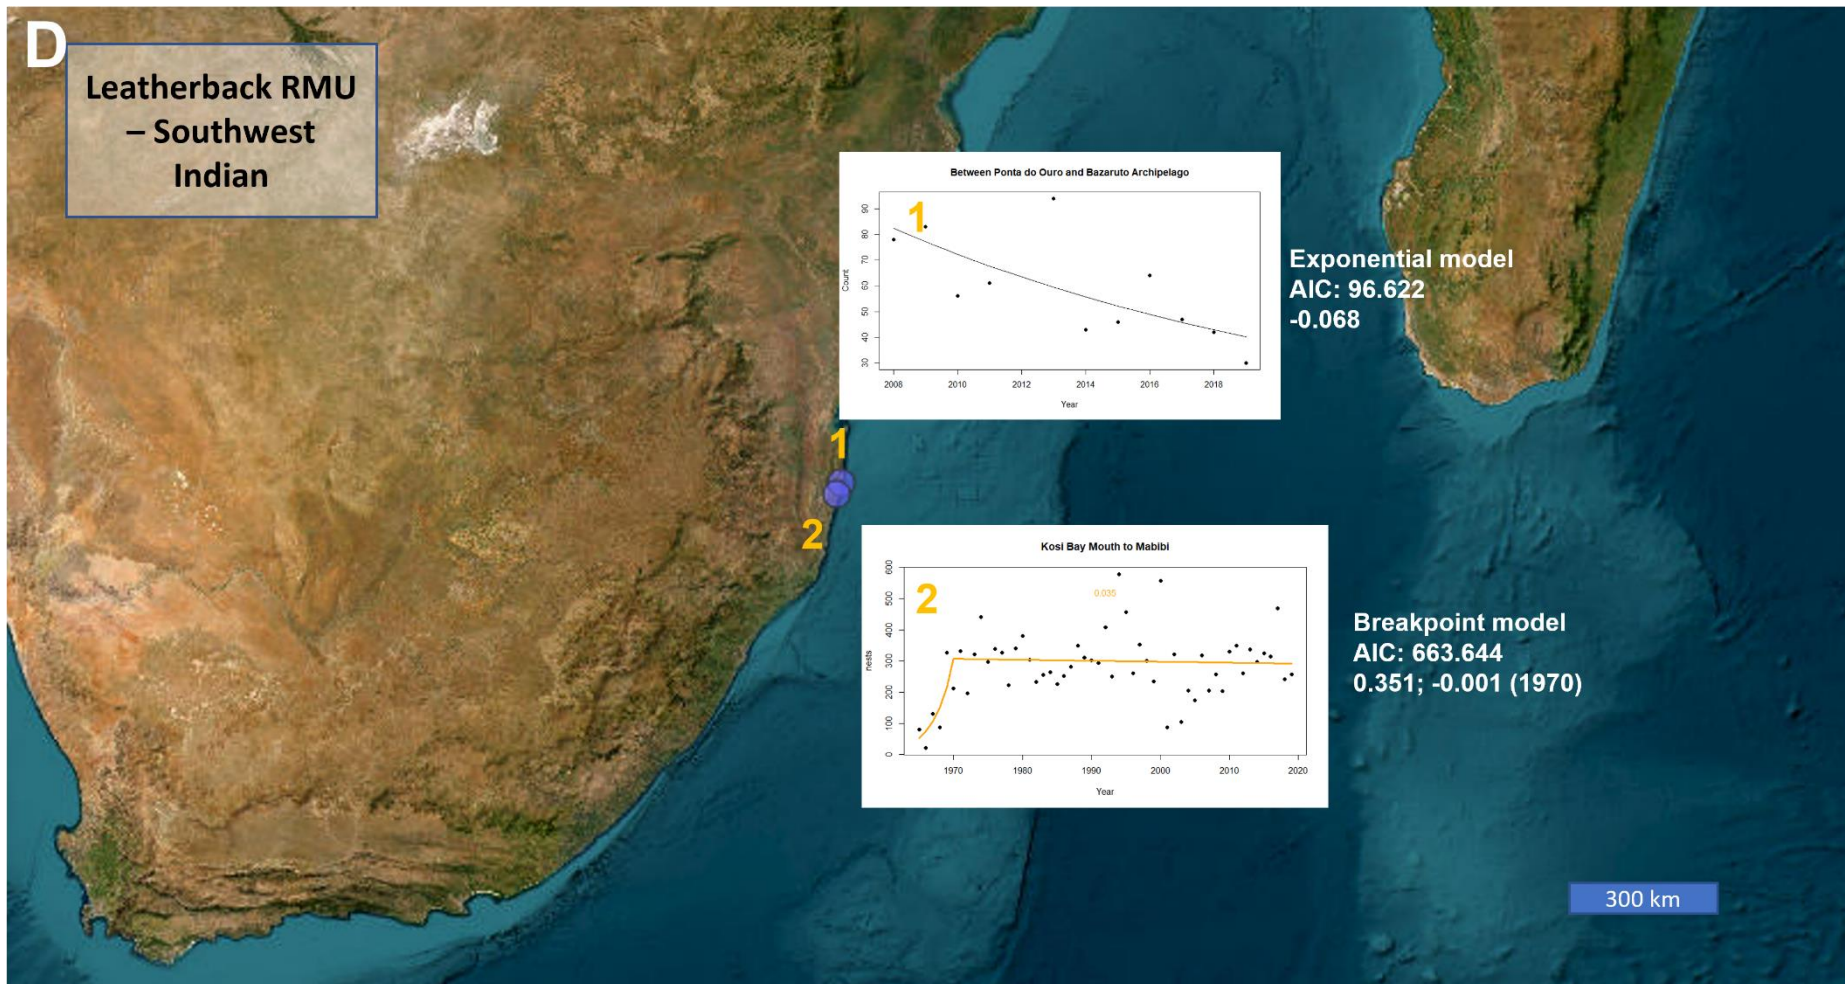 D
Leatherback RMU
– Southwest
Indian
Between Ponta do Ouro and Bazaruto Archipelago
1
90
80
70
60
50
40
30
Count
2008 2010 2012 2014 2016 2018
Year
Exponential model
AIC: 96.622
-0.068
1
2
Kosi Bay Mouth to Mabibi
2
0.035
600
500
400
300
200
100
0
nests
1970 1980 1990 2000 2010 2020
Year
Breakpoint model
AIC: 663.644
0.351; -0.001 (1970)
300 km